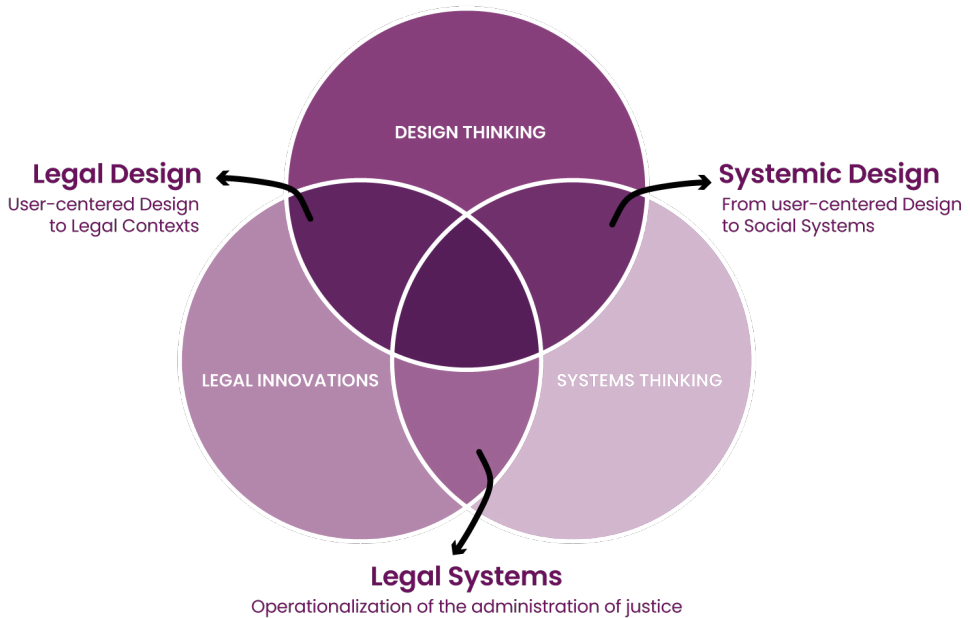 DESIGN THINKING
Legal Design
User-centered Design
to Legal Contexts
Systemic Design
From user-centered Design
to Social Systems
LEGAL INNOVATIONS
SYSTEMS THINKING
Legal Systems
Operationalization of the administration of justice